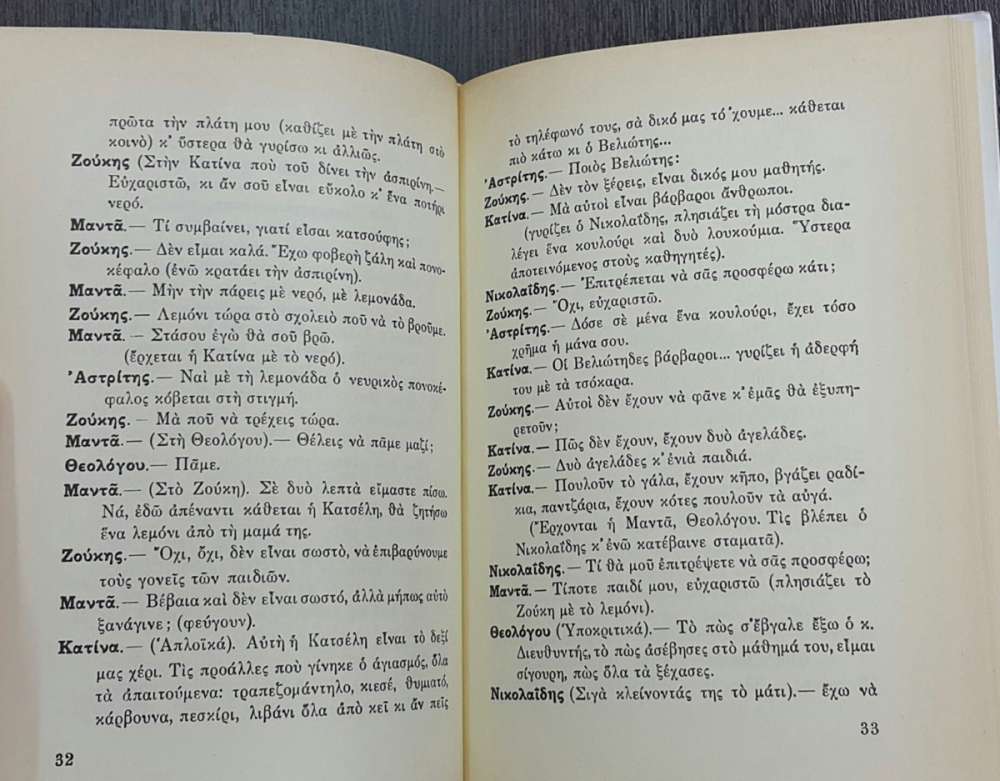 πρῶτα τὴν πλάτη μου (καθίζει μὲ τὴν πλάτη στὸ
κοινὸ) κ' ὕστερα θὰ γυρίσω κι ἀλλιῶς.
Ζούκης (Στὴν Κατίνα ποὺ τοῦ δίνει τὴν ἀσπιρίνη.—
Εὐχαριστῶ, κι ἄν σοῦ εἶναι εὔκολο κ' ἕνα ποτήρι
νερό.
Μαντᾶ.— Τί συμβαίνει, γιατί εἶσαι κατσούφης;
Ζούκης.— Δὲν εἶμαι καλά. Ἔχω φοβερὴ ζάλη καὶ πονο-
κέφαλο (ἐνῶ κρατάει τὴν ἀσπιρίνη).
Μαντᾶ.— Μὴν τὴν πάρεις μὲ νερό, μὲ λεμονάδα.
Ζούκης.— Λεμόνι τώρα στὸ σχολειὸ ποῦ νὰ τὸ βροῦμε.
Μαντᾶ.— Στάσου ἐγὼ θὰ σοῦ βρῶ.
(ἔρχεται ἡ Κατίνα μὲ τὸ νερό).
Ἀστρίτης.— Ναὶ μὲ τὴ λεμονάδα ὁ νευρικὸς πονοκέ-
φαλος κόβεται στὴ στιγμή.
Ζούκης. — Μὰ ποῦ νὰ τρέχεις τώρα.
Μαντᾶ.— (Στὴ Θεολόγου).— Θέλεις νὰ πᾶμε μαζί;
Θεολόγου.— Πᾶμε.
Μαντᾶ.— (Στὸ Ζούκη). Σὲ δυὸ λεπτὰ εἴμαστε πίσω.
Νά, ἐδῶ ἀπέναντι κάθεται ἡ Κατσέλη, θὰ ζητήσω
ἕνα λεμόνι ἀπὸ τὴ μαμά της.
Ζούκης.— Ὄχι, ὄχι, δὲν εἶναι σωστὸ, νὰ ἐπιβαρύνουμε
τοὺς γονεῖς τῶν παιδιῶν.
Μαντᾶ.— Βέβαια καὶ δὲν εἶναι σωστό, ἀλλὰ μήπως αὐτὸ
ξανάγινε; (φεύγουν).
Κατίνα.— (Ἁπλοϊκά). Αὐτὴ ἡ Κατσέλη εἶναι τὸ δεξί
μας χέρι. Τὶς προάλλες ποὺ γίνηκε ὁ ἁγιασμός, ὅλα
τὰ ἀπαιτούμενα: τραπεζομάντηλο, κιεσέ, θυμιατό,
κάρβουνα, πεσκίρι, λιβάνι ὅλα ἀπὸ κεῖ κι ἄν πεῖς
32
τὸ τηλέφωνό τους, σὰ δικό μας τό 'χουμε... κάθεται
πιὸ κάτω κι ὁ Βελιώτης...
Ἀστρίτης.— Ποιὸς Βελιώτης:
Ζούκης.— Δὲν τὸν ξέρεις, εἶναι δικός μου μαθητής.
Κατίνα.— Μὰ αὐτοὶ εἶναι βάρβαροι ἄνθρωποι.
(γυρίζει ὁ Νικολαΐδης, πλησιάζει τὴ μόστρα δια-
λέγει ἕνα κουλούρι καὶ δυὸ λουκούμια. Ὕστερα
ἀποτεινόμενος στοὺς καθηγητές).
Νικολαΐδης.— Ἐπιτρέπεται νὰ σᾶς προσφέρω κάτι;
Ζούκης.— Ὄχι, εὐχαριστῶ.
Ἀστρίτης.— Δόσε σὲ μένα ἕνα κουλούρι, ἔχει τόσο
χρῆμα ἡ μάνα σου.
Κατίνα.— Οἱ Βελιώτηδες βάρβαροι... γυρίζει ἡ ἀδερφή
του μὲ τὰ τσόκαρα.
Ζούκης.— Αὐτοὶ δὲν ἔχουν νὰ φᾶνε κ' ἐμᾶς θὰ ἐξυπη-
ρετοῦν;
Κατίνα.— Πῶς δὲν ἔχουν, ἔχουν δυὸ ἀγελάδες.
Ζούκης.— Δυὸ ἀγελάδες κ' ἐνιὰ παιδιά.
Κατίνα.— Πουλοῦν τὸ γάλα, ἔχουν κῆπο, βγάζει ραδί-
κια, παντζάρια, ἔχουν κότες πουλοῦν τὰ αὐγά.
(Ἔρχονται ἡ Μαντᾶ, Θεολόγου. Τὶς βλέπει ὁ
Νικολαΐδης κ' ἐνῶ κατέβαινε σταματᾶ).
Νικολαΐδης.— Τί θὰ μοῦ ἐπιτρέψετε νὰ σᾶς προσφέρω;
Μαντᾶ.— Τίποτε παιδί μου, εὐχαριστῶ (πλησιάζει τὸ
Ζούκη μὲ τὸ λεμόνι).
Θεολόγου (Ὑποκριτικά).— Τὸ πὼς σ' ἔβγαλε ἔξω ὁ κ.
Διευθυντής, τὸ πὼς ἀσέβησες στὸ μάθημά του, εἶμαι
σίγουρη, πὼς ὅλα τὰ ξέχασες.
Νικολαΐδης (Σιγὰ κλείνοντάς της τὸ μάτι).— ἔχω νὰ
33